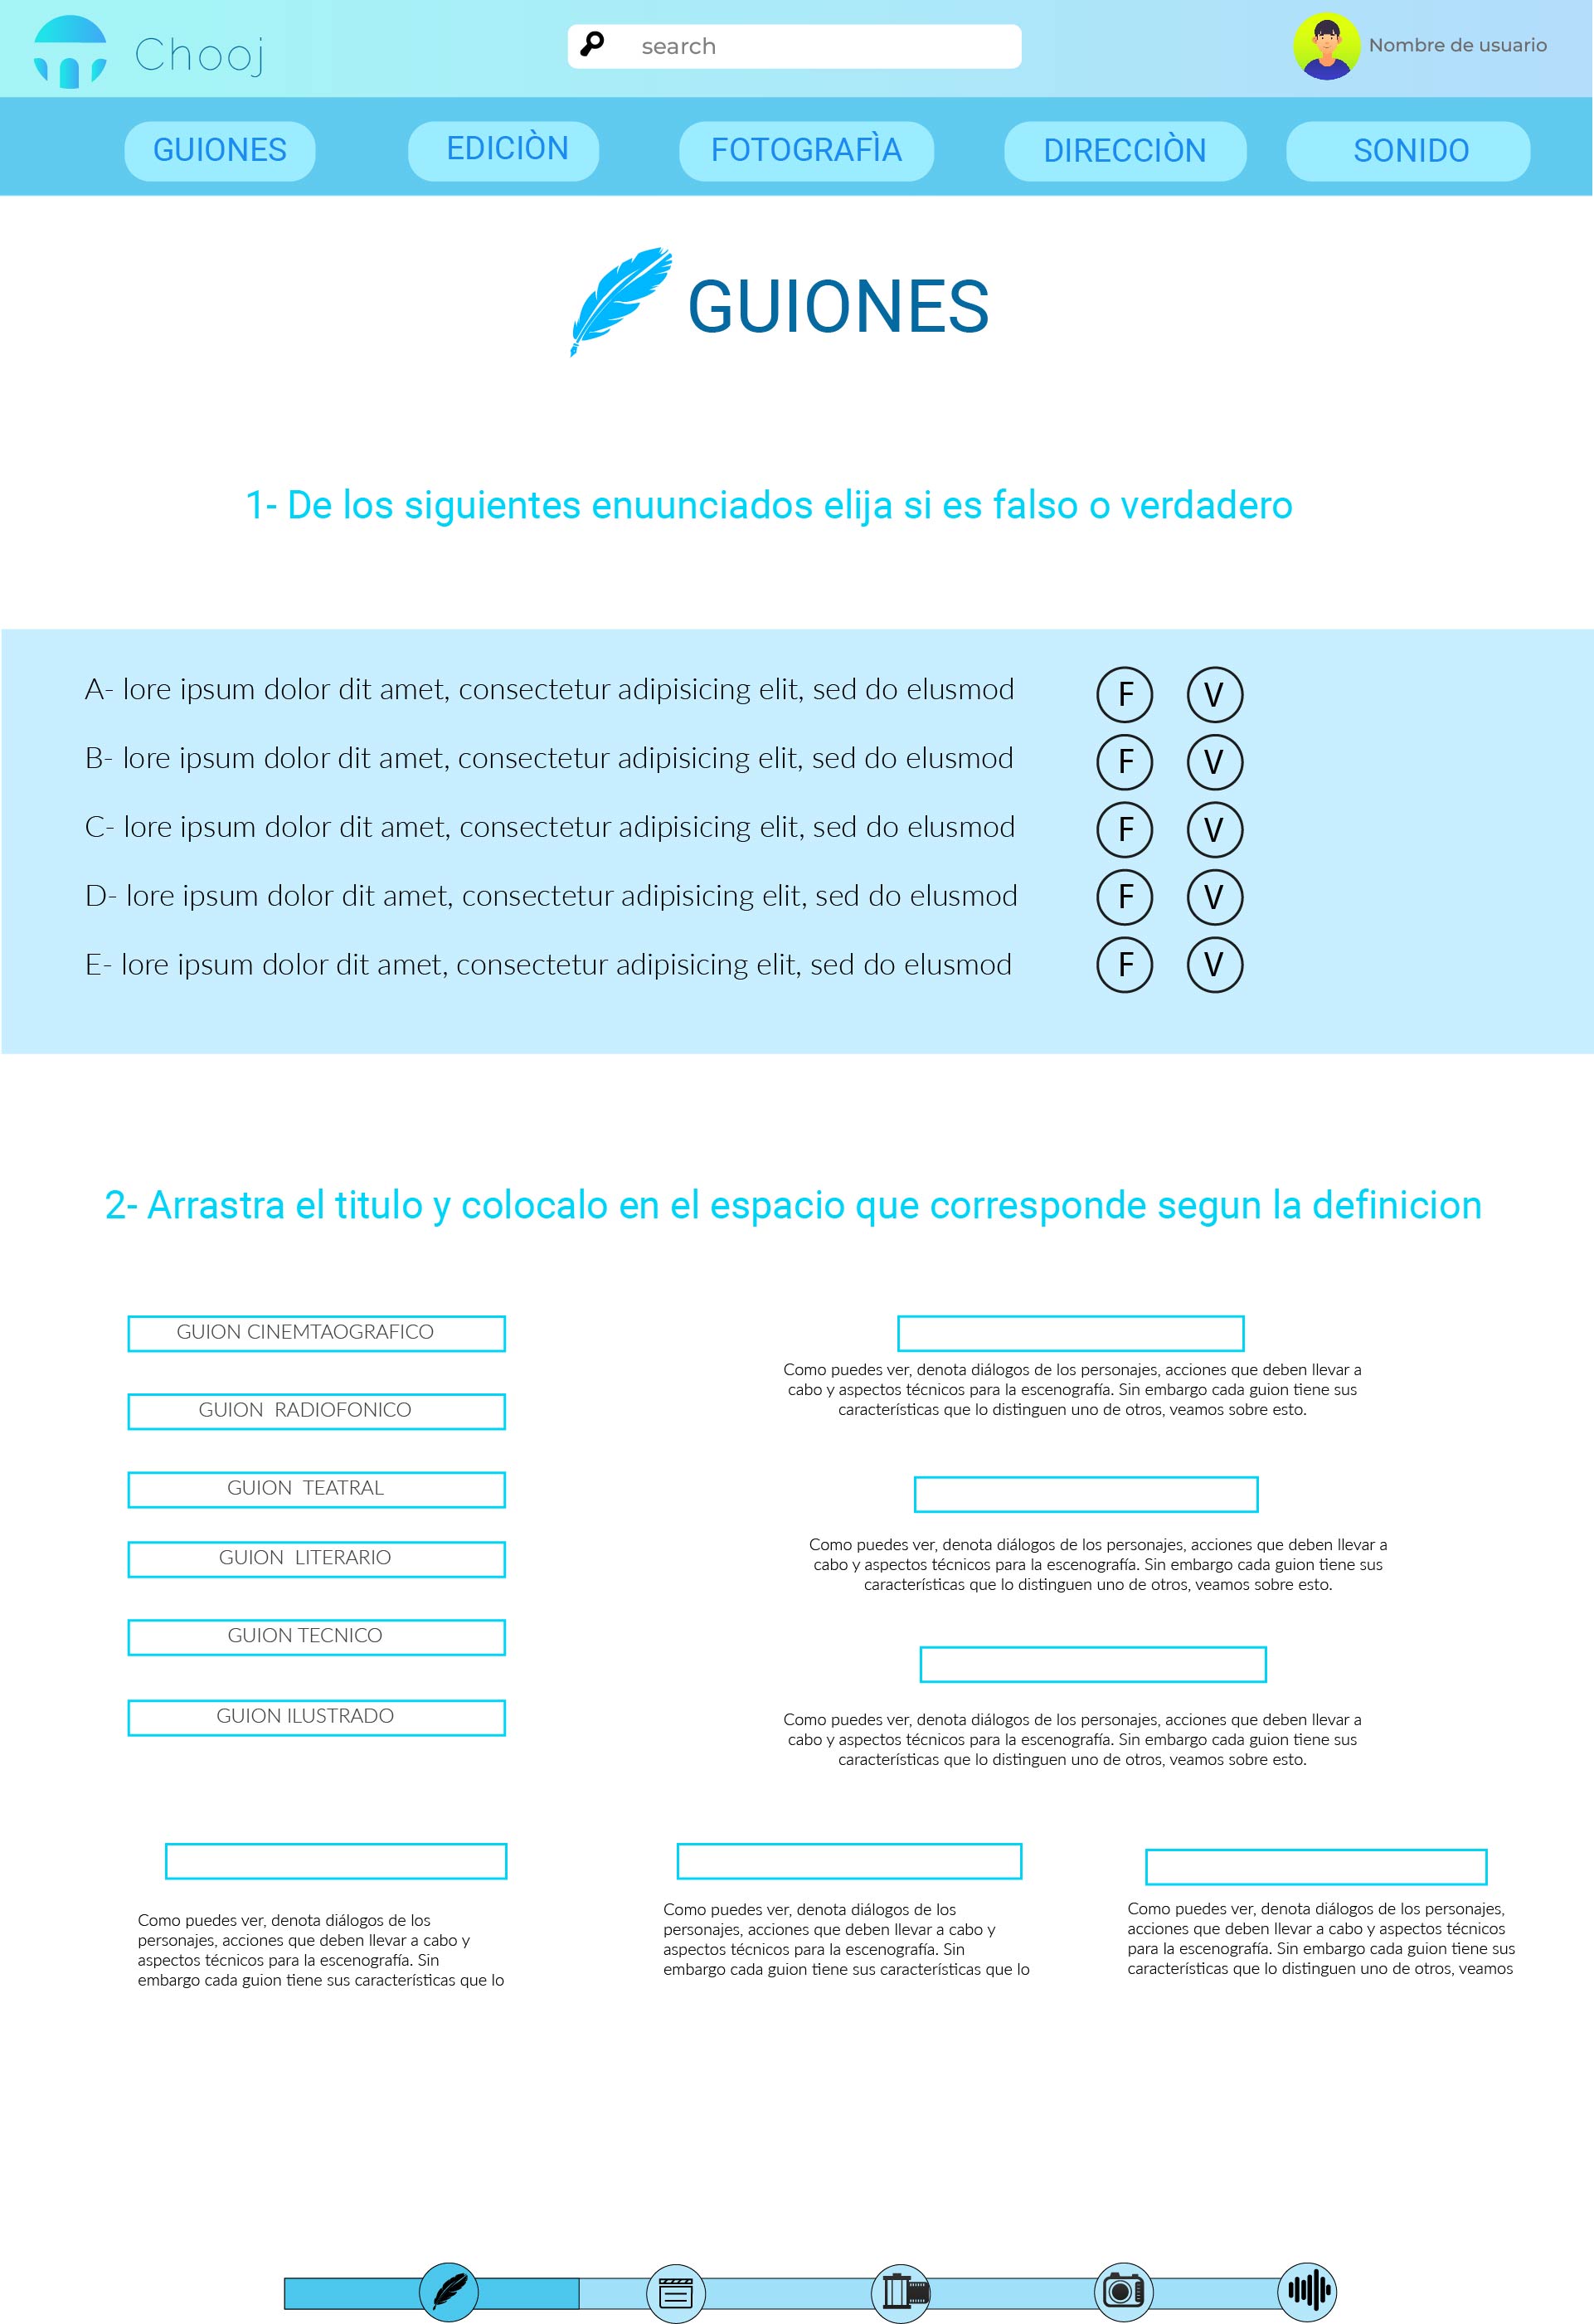 Chooj
search
Nombre de usuario
GUIONES
EDICIÒN
FOTOGRAFÌA
DIRECCIÒN
SONIDO
GUIONES
1- De los siguientes enuunciados elija si es falso o verdadero
A- lore ipsum dolor dit amet, consectetur adipisicing elit, sed do elusmod F V
B- lore ipsum dolor dit amet, consectetur adipisicing elit, sed do elusmod F V
C- lore ipsum dolor dit amet, consectetur adipisicing elit, sed do elusmod F V
D- lore ipsum dolor dit amet, consectetur adipisicing elit, sed do elusmod F V
E- lore ipsum dolor dit amet, consectetur adipisicing elit, sed do elusmod F V
2- Arrastra el titulo y colocalo en el espacio que corresponde segun la definicion
GUION CINEMTAOGRAFICO
GUION RADIOFONICO
GUION TEATRAL
GUION LITERARIO
GUION TECNICO
GUION ILUSTRADO
Como puedes ver, denota diálogos de los personajes, acciones que deben llevar a
cabo y aspectos técnicos para la escenografía. Sin embargo cada guion tiene sus
características que lo distinguen uno de otros, veamos sobre esto.
Como puedes ver, denota diálogos de los personajes, acciones que deben llevar a
cabo y aspectos técnicos para la escenografía. Sin embargo cada guion tiene sus
características que lo distinguen uno de otros, veamos sobre esto.
Como puedes ver, denota diálogos de los personajes, acciones que deben llevar a
cabo y aspectos técnicos para la escenografía. Sin embargo cada guion tiene sus
características que lo distinguen uno de otros, veamos sobre esto.
Como puedes ver, denota diálogos de los
personajes, acciones que deben llevar a cabo y
aspectos técnicos para la escenografía. Sin
embargo cada guion tiene sus características que lo
Como puedes ver, denota diálogos de los
personajes, acciones que deben llevar a cabo y
aspectos técnicos para la escenografía. Sin
embargo cada guion tiene sus características que lo
Como puedes ver, denota diálogos de los personajes,
acciones que deben llevar a cabo y aspectos técnicos
para la escenografía. Sin embargo cada guion tiene sus
características que lo distinguen uno de otros, veamos